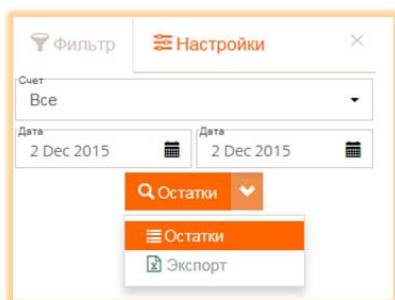 Фильтр Настройки
Счет
Все
Дата Дата
2 Dec 2015 2 Dec 2015
Остатки
Остатки
Экспорт